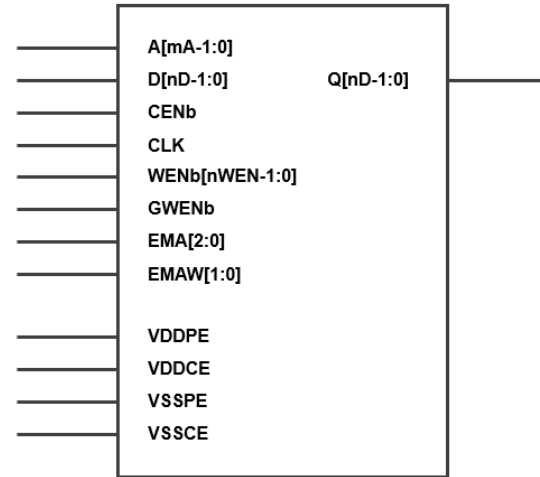 A[mA-1:0]
D[nD-1:0] Q[nD-1:0]
CENb
CLK
WENb[nWEN-1:0]
GWENb
EMA[2:0]
EMAW[1:0]
VDDPE
VDDCE
VSSPE
VSSCE